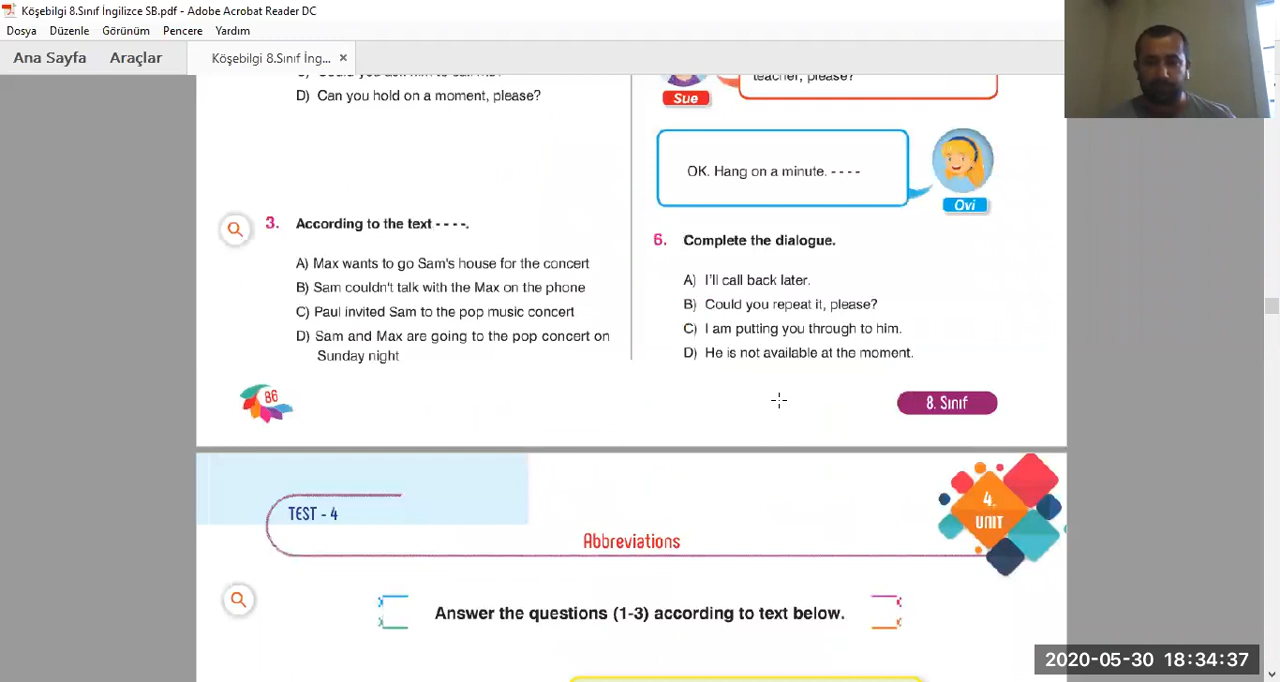 Köşebilgi 8.Sınıf İngilizce SB.pdf - Adobe Acrobat Reader DC
Dosya Düzenle Görünüm Pencere Yardım
Ana Sayfa Araçlar Köşebilgi 8.Sınıf İng... ×
D) Can you hold on a moment, please?
3. According to the text - - - -.
A) Max wants to go Sam's house for the concert
B) Sam couldn't talk with the Max on the phone
C) Paul invited Sam to the pop music concert
D) Sam and Max are going to the pop concert on
Sunday night
86
teacher, please?
Sue
OK. Hang on a minute. - - - -
Ovi
6. Complete the dialogue.
A) I'll call back later.
B) Could you repeat it, please?
C) I am putting you through to him.
D) He is not available at the moment.
8. Sınıf
TEST - 4
4.
UNIT
Abbreviations
Answer the questions (1-3) according to text below.
2020-05-30 18:34:37